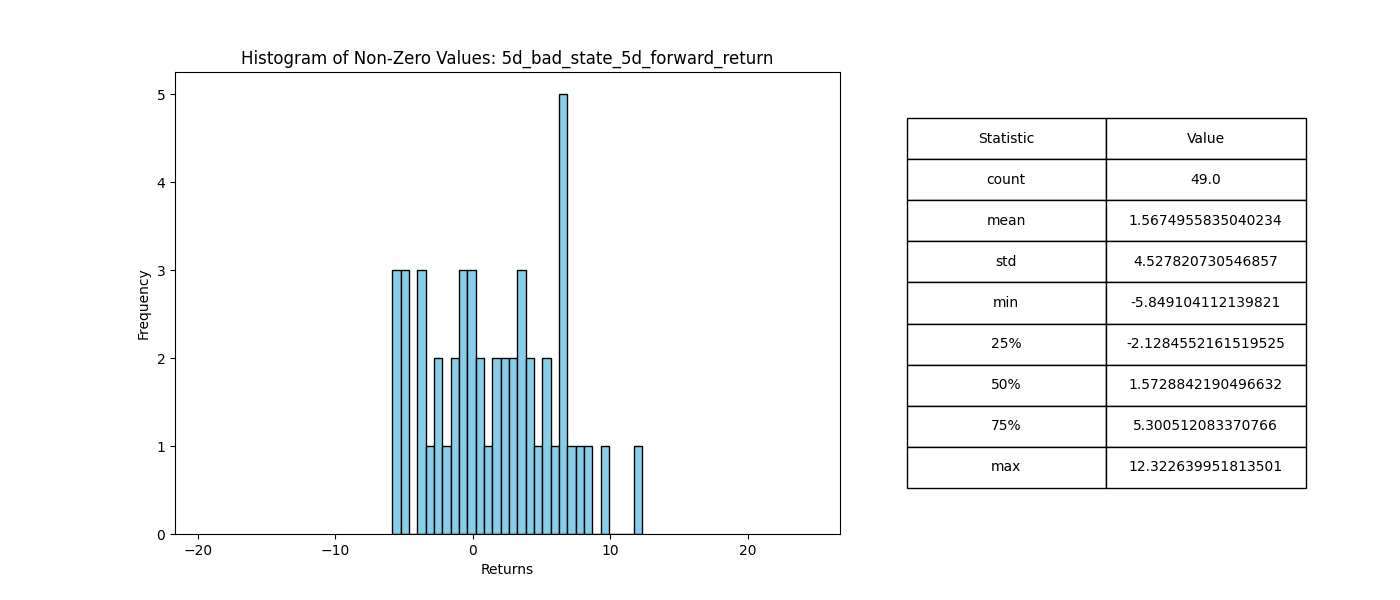 Histogram of Non-Zero Values: 5d_bad_state_5d_forward_return
5
4
3
2
1
0
Frequency
−20
−10
0
10
20
Returns
Statistic Value
count 49.0
mean 1.5674955835040234
std 4.527820730546857
min -5.849104112139821
25% -2.1284552161519525
50% 1.5728842190496632
75% 5.300512083370766
max 12.322639951813501